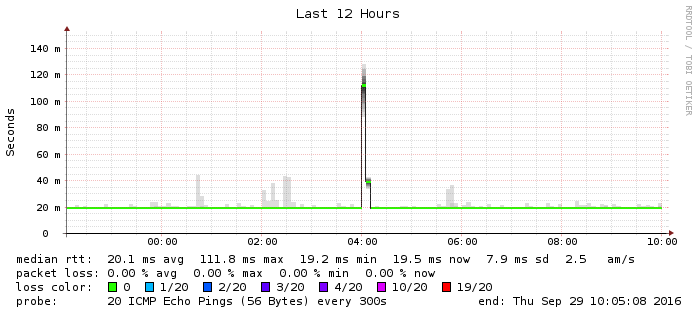 Last 12 Hours
RRDTOOL / TOBI OETIKER
Seconds
140 m
120 m
100 m
80 m
60 m
40 m
20 m
0
00:00 02:00 04:00 06:00 08:00 10:00
median rtt: 20.1 ms avg 111.8 ms max 19.2 ms min 19.5 ms now 7.9 ms sd 2.5 am/s
packet loss: 0.00 % avg 0.00 % max 0.00 % min 0.00 % now
loss color: 0 1/20 2/20 3/20 4/20 10/20 19/20
probe: 20 ICMP Echo Pings (56 Bytes) every 300s end: Thu Sep 29 10:05:08 2016